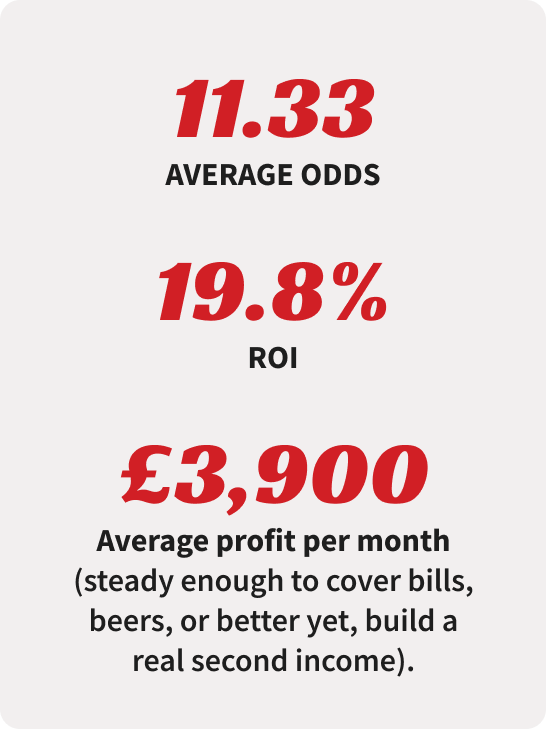 11.33
AVERAGE ODDS
19.8%
ROI
£3,900
Average profit per month
(steady enough to cover bills,
beers, or better yet, build a
real second income).